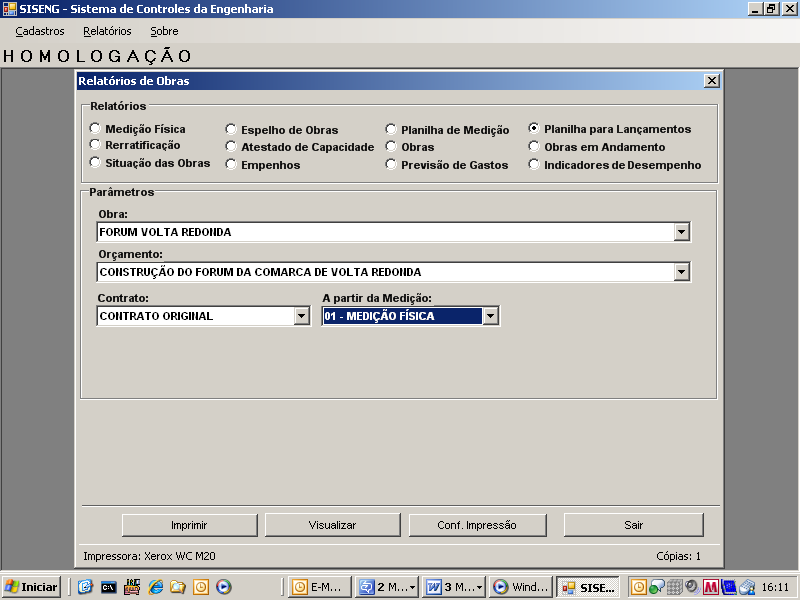 SISENG - Sistema de Controles da Engenharia
Cadastros Relatórios Sobre
HOMOLOGAÇÃO
Relatórios de Obras
Relatórios
Medição Física Espelho de Obras Planilha de Medição Planilha para Lançamentos
Rerratificação Atestado de Capacidade Obras Obras em Andamento
Situação das Obras Empenhos Previsão de Gastos Indicadores de Desempenho
Parâmetros
Obra:
FORUM VOLTA REDONDA
Orçamento:
CONSTRUÇÃO DO FORUM DA COMARCA DE VOLTA REDONDA
Contrato: A partir da Medição:
CONTRATO ORIGINAL 01 - MEDIÇÃO FÍSICA
Imprimir Visualizar Conf. Impressão Sair
Impressora: Xerox WC M20 Cópias: 1
Iniciar E-M... 2 M... 3 M... Wind... SISE... 16:11